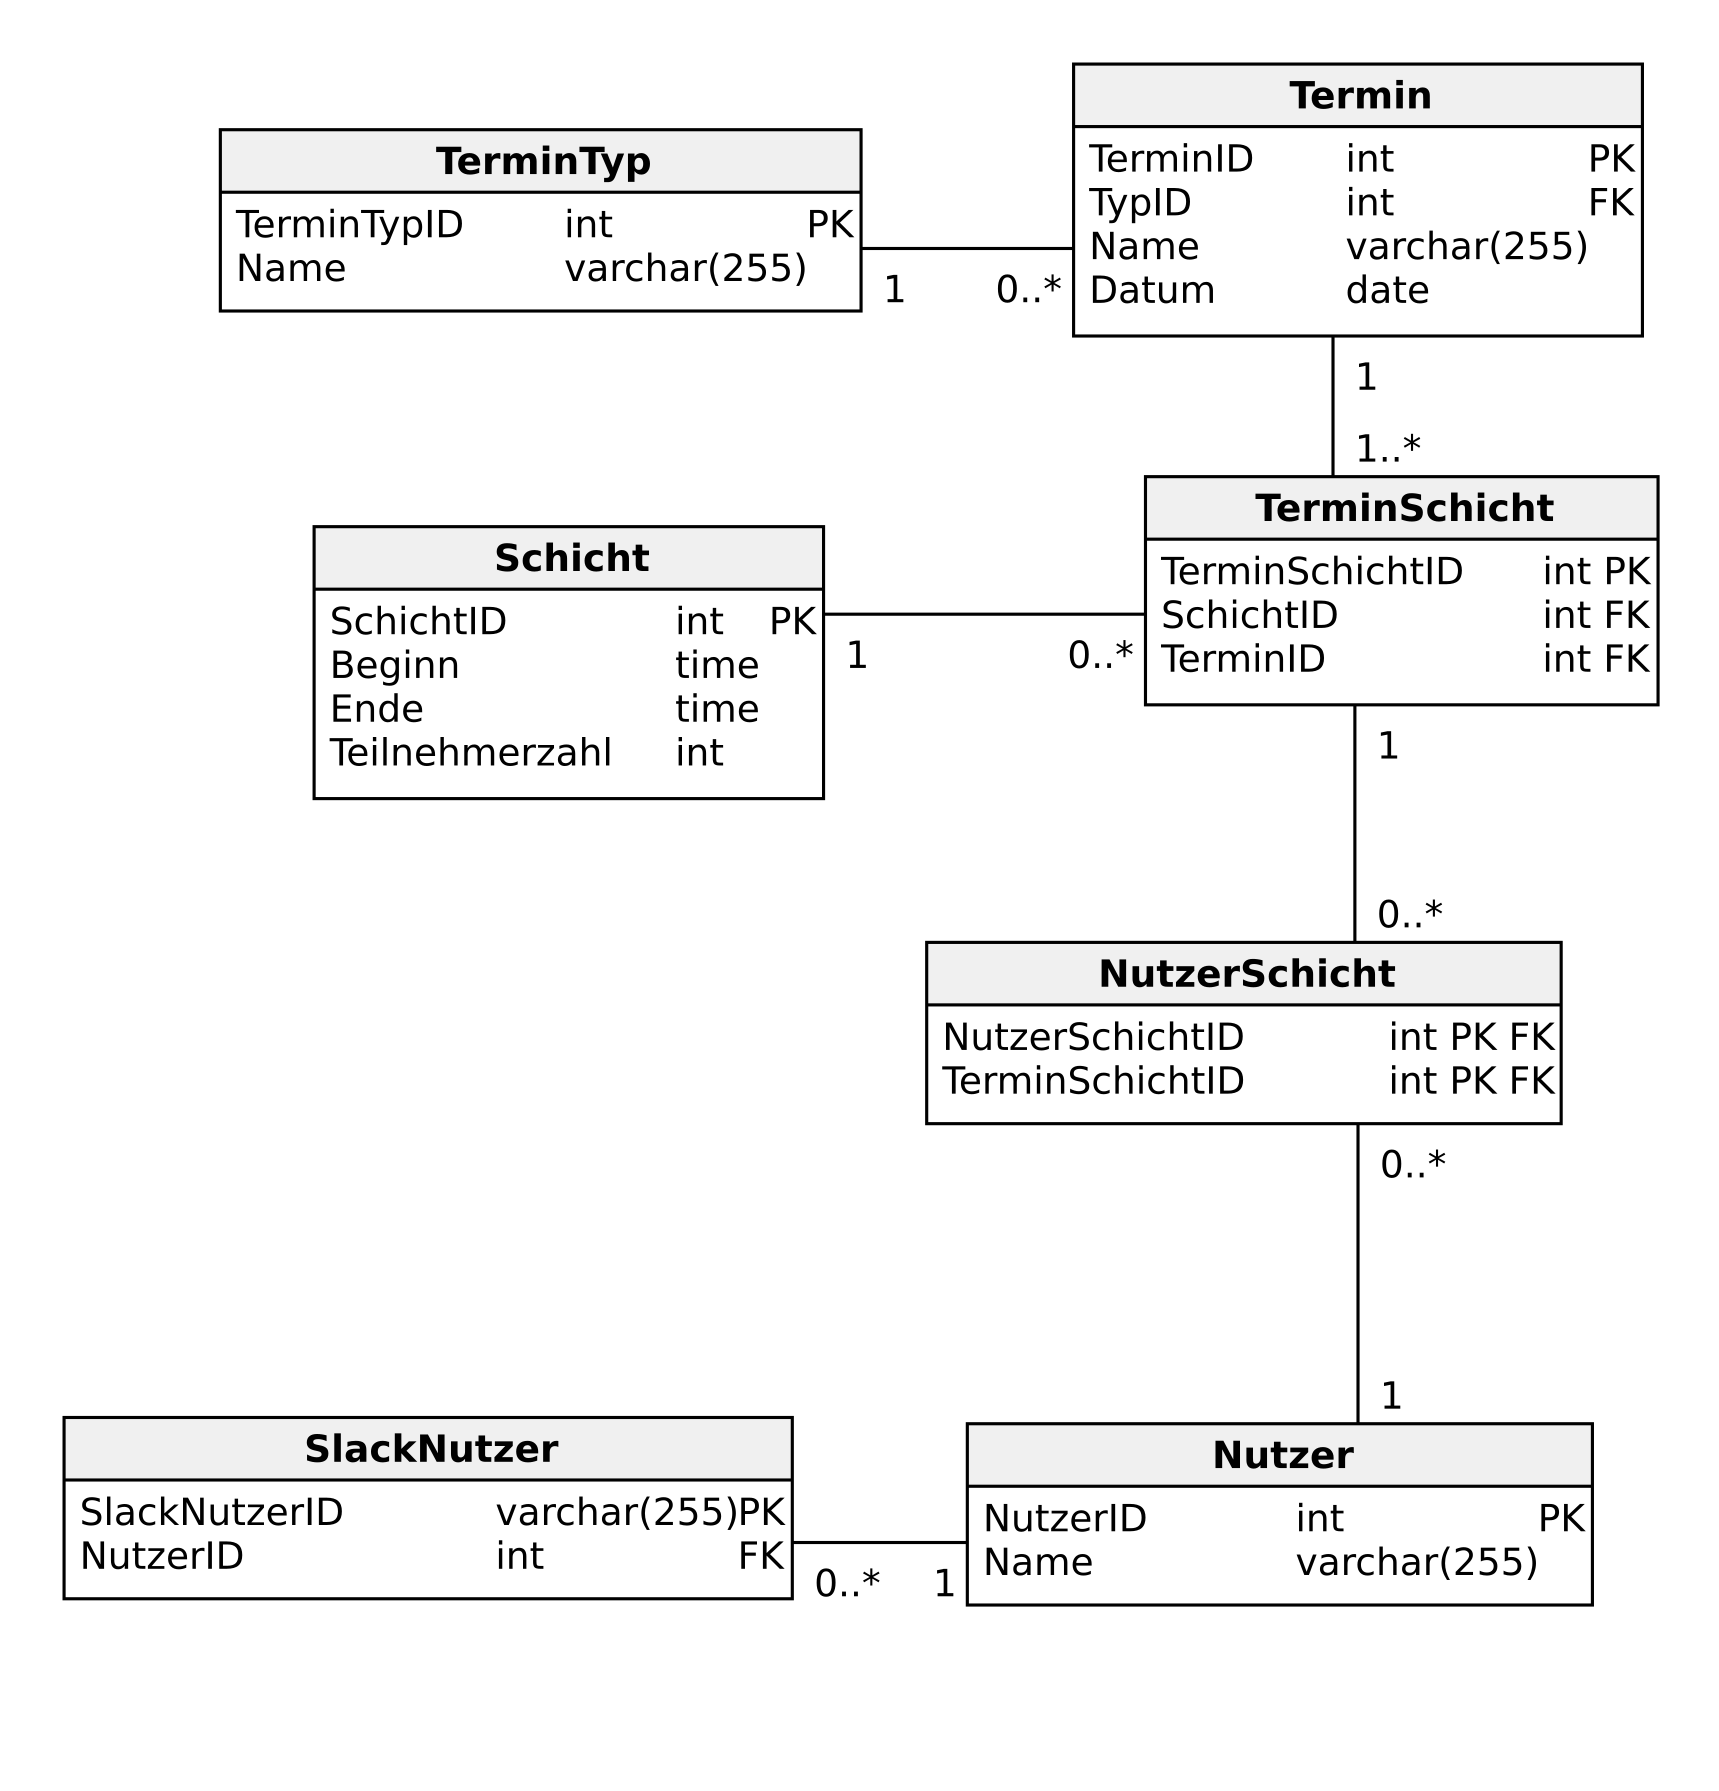 Termin
TerminID int PK
TypID int FK
Name varchar(255)
Datum date
TerminTyp
TerminTypID int PK
Name varchar(255)
1 0..*
1
1..*
TerminSchicht
TerminSchichtID int PK
SchichtID int FK
TerminID int FK
Schicht
SchichtID int PK
Beginn time
Ende time
Teilnehmerzahl int
1 0..*
1
0..*
NutzerSchicht
NutzerSchichtID int PK FK
TerminSchichtID int PK FK
0..*
1
SlackNutzer
SlackNutzerID varchar(255)PK
NutzerID int FK
0..* 1
Nutzer
NutzerID int PK
Name varchar(255)